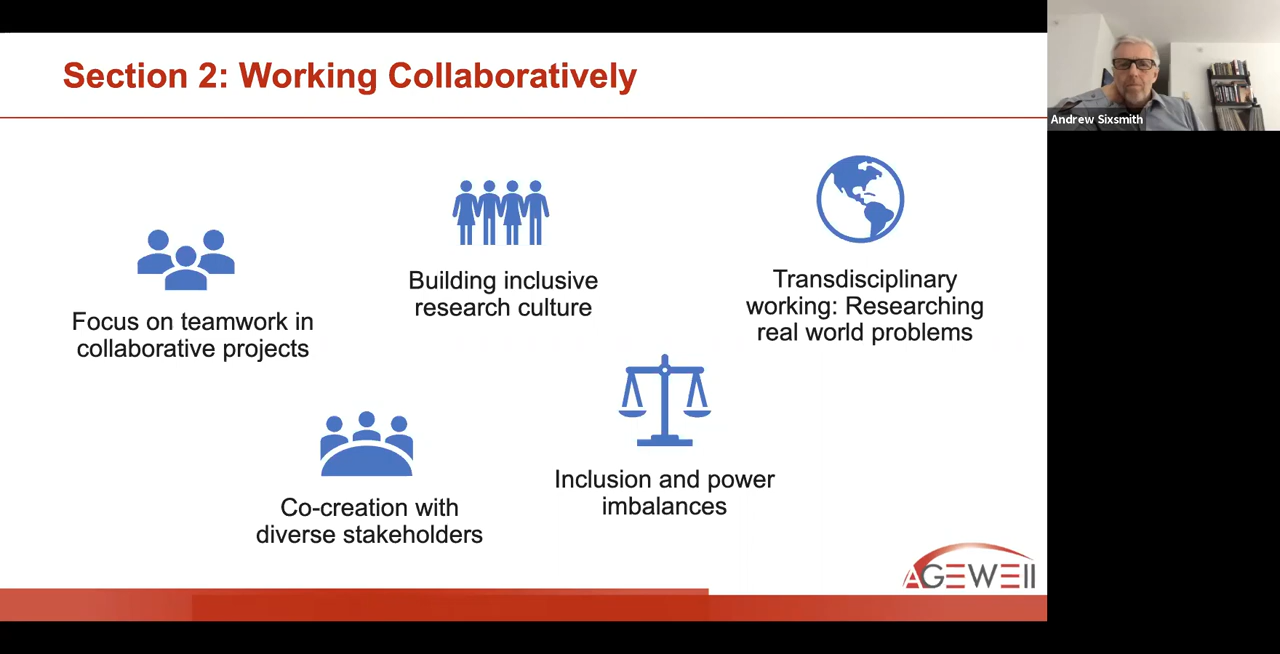 Section 2: Working Collaboratively
Andrew Sixsmith
Focus on teamwork in
collaborative projects
Building inclusive
research culture
Transdisciplinary
working: Researching
real world problems
Co-creation with
diverse stakeholders
Inclusion and power
imbalances
AGEWEll